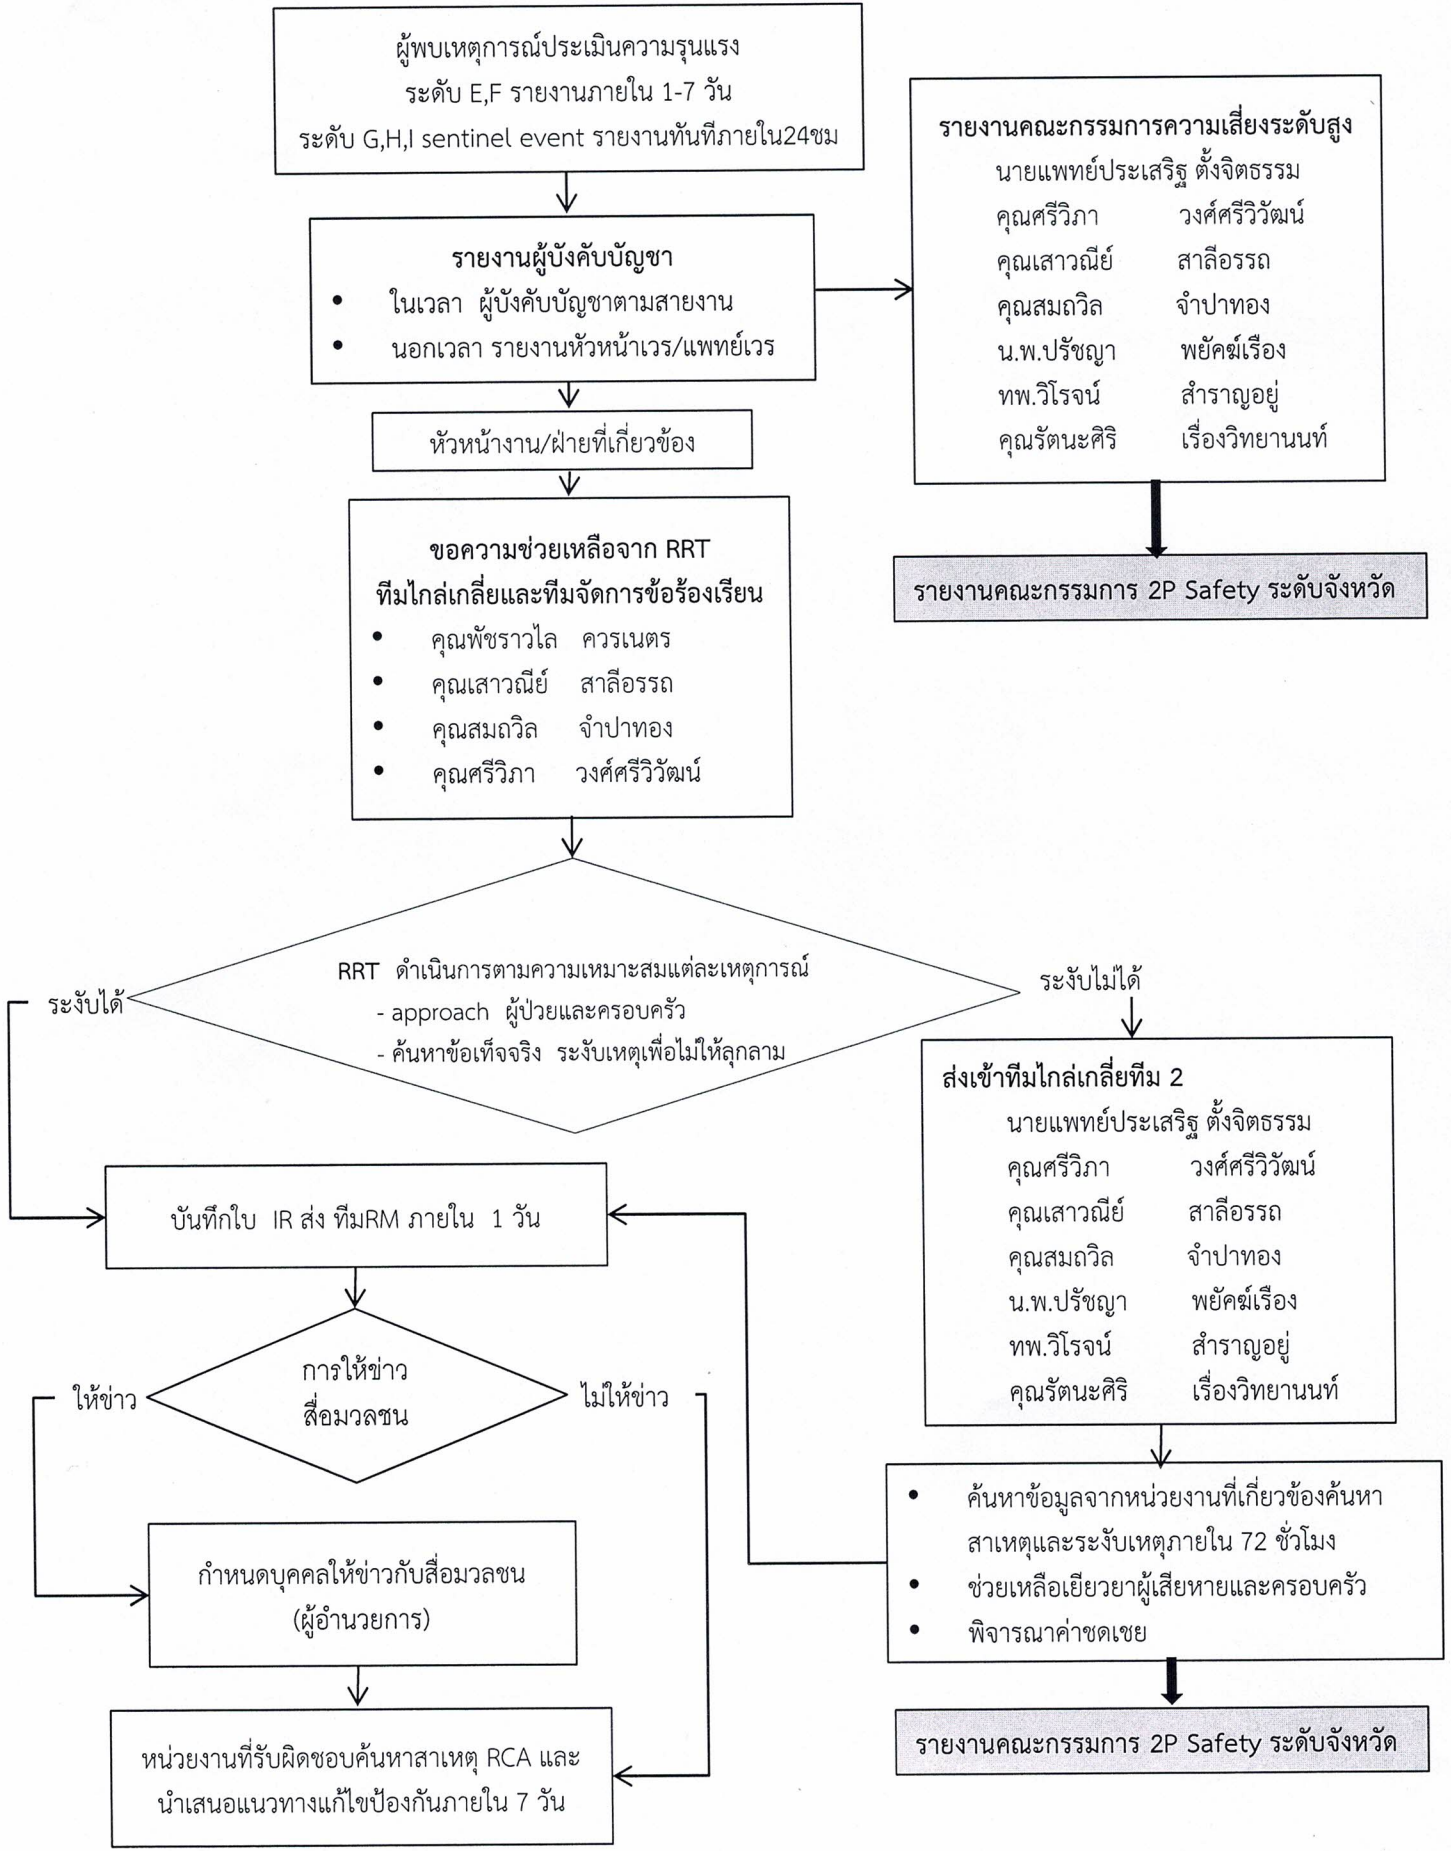 ผู้พบเหตุการณ์ประเมินความรุนแรง
ระดับ E,F รายงานภายใน 1-7 วัน
ระดับ G,H,I sentinel event รายงานทันทีภายใน24ชม
รายงานผู้บังคับบัญชา
• ในเวลา ผู้บังคับบัญชาตามสายงาน
• นอกเวลา รายงานหัวหน้าเวร/แพทย์เวร
รายงานคณะกรรมการความเสี่ยงระดับสูง
นายแพทย์ประเสริฐ ตั้งจิตธรรม
คุณศรีวิภา วงศ์ศรีวิวัฒน์
คุณเสาวณีย์ สาลีอรรถ
คุณสมถวิล จำปาทอง
น.พ.ปรัชญา พยัคฆ์เรือง
ทพ.วิโรจน์ สำราญอยู่
คุณรัตนะศิริ เรื่องวิทยานนท์
รายงานคณะกรรมการ 2P Safety ระดับจังหวัด
หัวหน้างาน/ฝ่ายที่เกี่ยวข้อง
ขอความช่วยเหลือจาก RRT
ทีมไกล่เกลี่ยและทีมจัดการข้อร้องเรียน
• คุณพัชราวไล ควรเนตร
• คุณเสาวณีย์ สาลีอรรถ
• คุณสมถวิล จำปาทอง
• คุณศรีวิภา วงศ์ศรีวิวัฒน์
RRT ดำเนินการตามความเหมาะสมแต่ละเหตุการณ์
- approach ผู้ป่วยและครอบครัว
- ค้นหาข้อเท็จจริง ระงับเหตุเพื่อไม่ให้ลุกลาม
ระงับได้
ระงับไม่ได้
ส่งเข้าทีมไกล่เกลี่ยทีม 2
นายแพทย์ประเสริฐ ตั้งจิตธรรม
คุณศรีวิภา วงศ์ศรีวิวัฒน์
คุณเสาวณีย์ สาลีอรรถ
คุณสมถวิล จำปาทอง
น.พ.ปรัชญา พยัคฆ์เรือง
ทพ.วิโรจน์ สำราญอยู่
คุณรัตนะศิริ เรื่องวิทยานนท์
• ค้นหาข้อมูลจากหน่วยงานที่เกี่ยวข้องค้นหา
สาเหตุและระงับเหตุภายใน 72 ชั่วโมง
• ช่วยเหลือเยียวยาผู้เสียหายและครอบครัว
• พิจารณาค่าชดเชย
รายงานคณะกรรมการ 2P Safety ระดับจังหวัด
บันทึกใบ IR ส่ง ทีมRM ภายใน 1 วัน
การให้ข่าว
สื่อมวลชน
ให้ข่าว
ไม่ให้ข่าว
กำหนดบุคคลให้ข่าวกับสื่อมวลชน
(ผู้อำนวยการ)
หน่วยงานที่รับผิดชอบค้นหาสาเหตุ RCA และ
นำเสนอแนวทางแก้ไขป้องกันภายใน 7 วัน